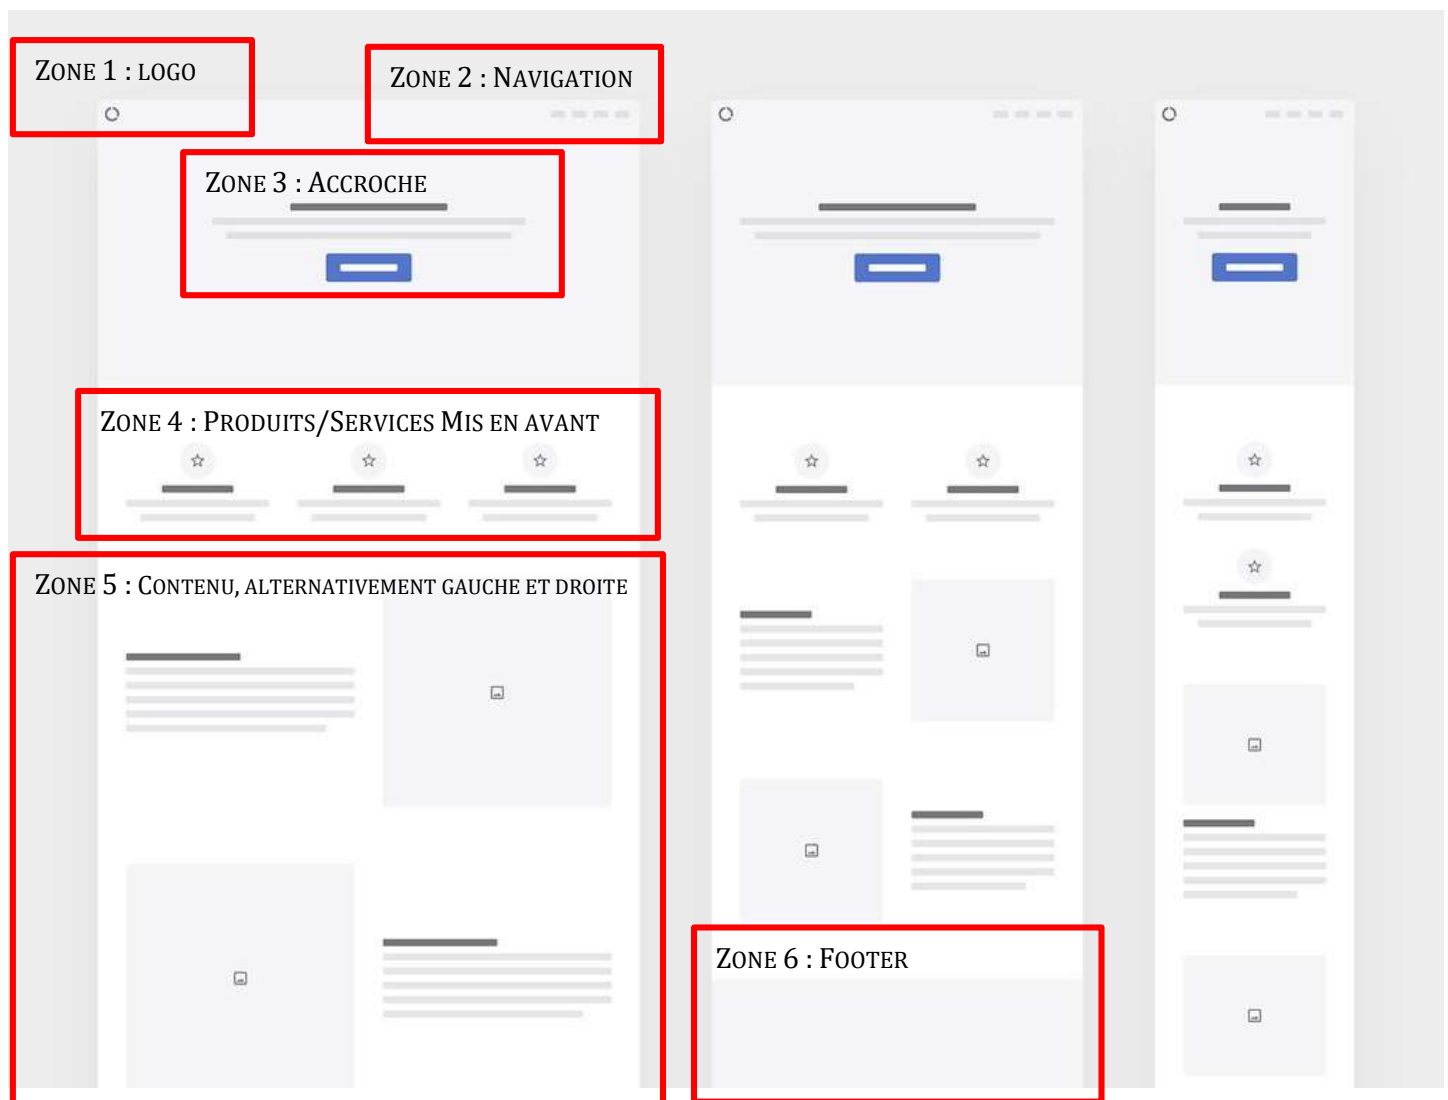 ZONE 1 : LOGO
ZONE 2 : NAVIGATION
ZONE 3 : ACCROCHE
ZONE 4 : PRODUITS/SERVICES MIS EN AVANT
ZONE 5 : CONTENU, ALTERNATIVEMENT GAUCHE ET DROITE
ZONE 6 : FOOTER